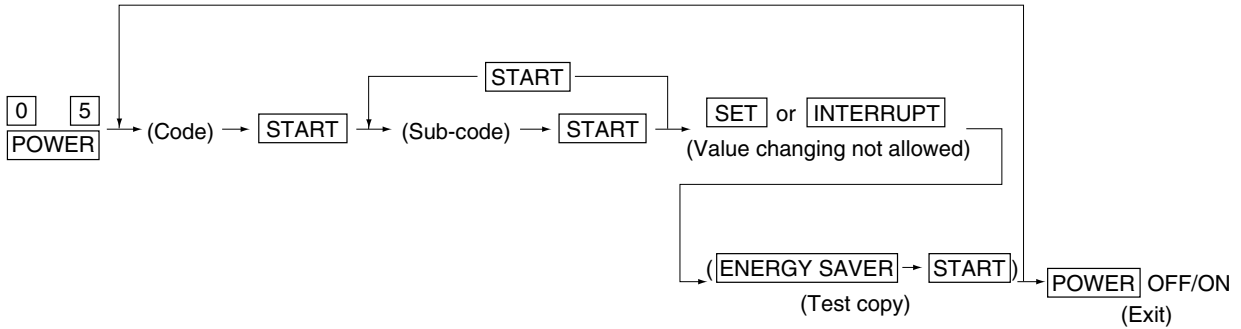 START
0 5
POWER
(Code)
START
(Sub-code)
START
SET or INTERRUPT
(Value changing not allowed)
(ENERGY SAVER START)
(Test copy)
POWER OFF/ON
(Exit)